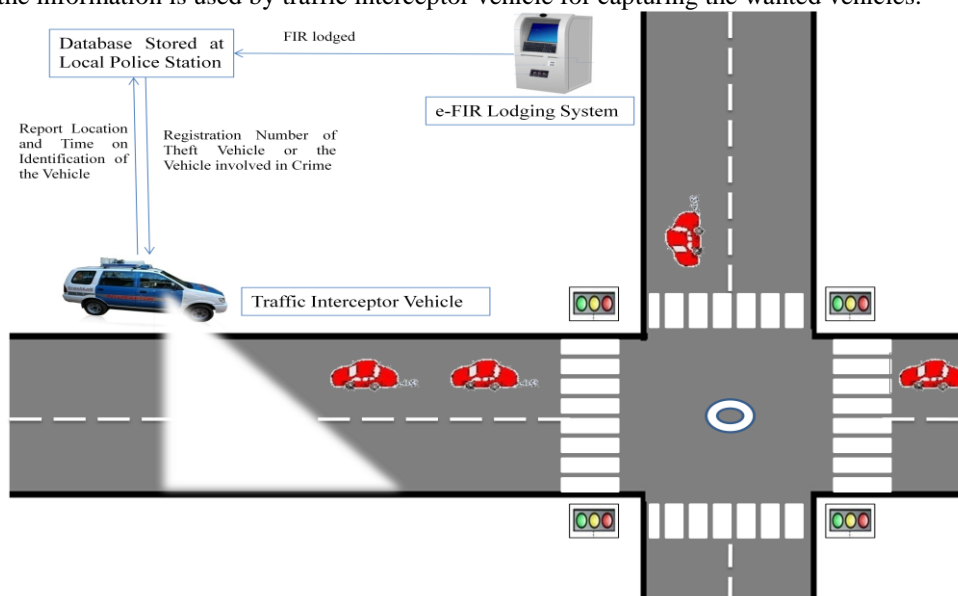 the information is used by traffic interceptor vehicle for capturing the wanted vehicles.
FIR lodged
Database Stored at
Local Police Station
e-FIR Lodging System
Report Location
and Time on
Identification of
the Vehicle
Registration Number of
Theft Vehicle or the
Vehicle involved in Crime
Traffic Interceptor Vehicle